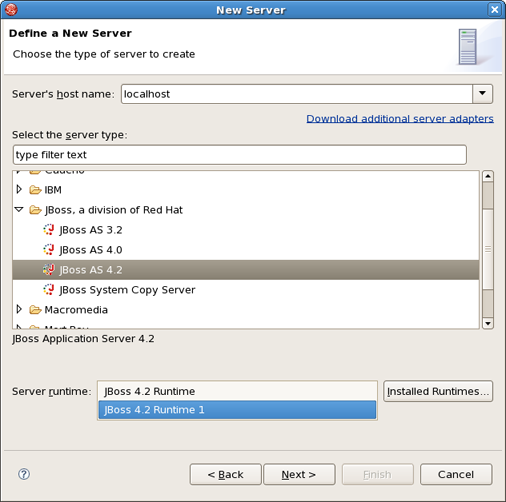 New Server
Define a New Server
Choose the type of server to create
Server's host name: localhost
Download additional server adapters
Select the server type:
type filter text
Caucho
IBM
JBoss, a division of Red Hat
JBoss AS 3.2
JBoss AS 4.0
JBoss AS 4.2
JBoss System Copy Server
Macromedia
JBoss Application Server 4.2
Server runtime: JBoss 4.2 Runtime Installed Runtimes...
JBoss 4.2 Runtime 1
? < Back Next > Finish Cancel